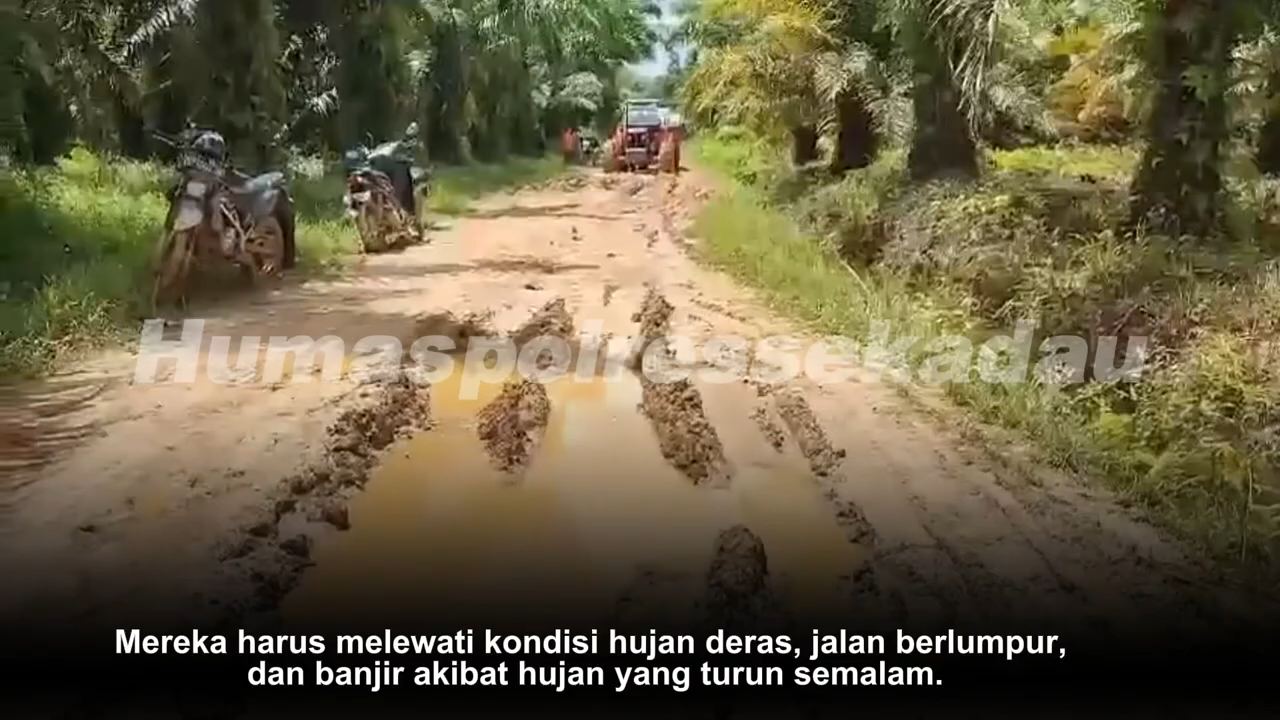 Humaspolressekadau
Mereka harus melewati kondisi hujan deras, jalan berlumpur,
dan banjir akibat hujan yang turun semalam.